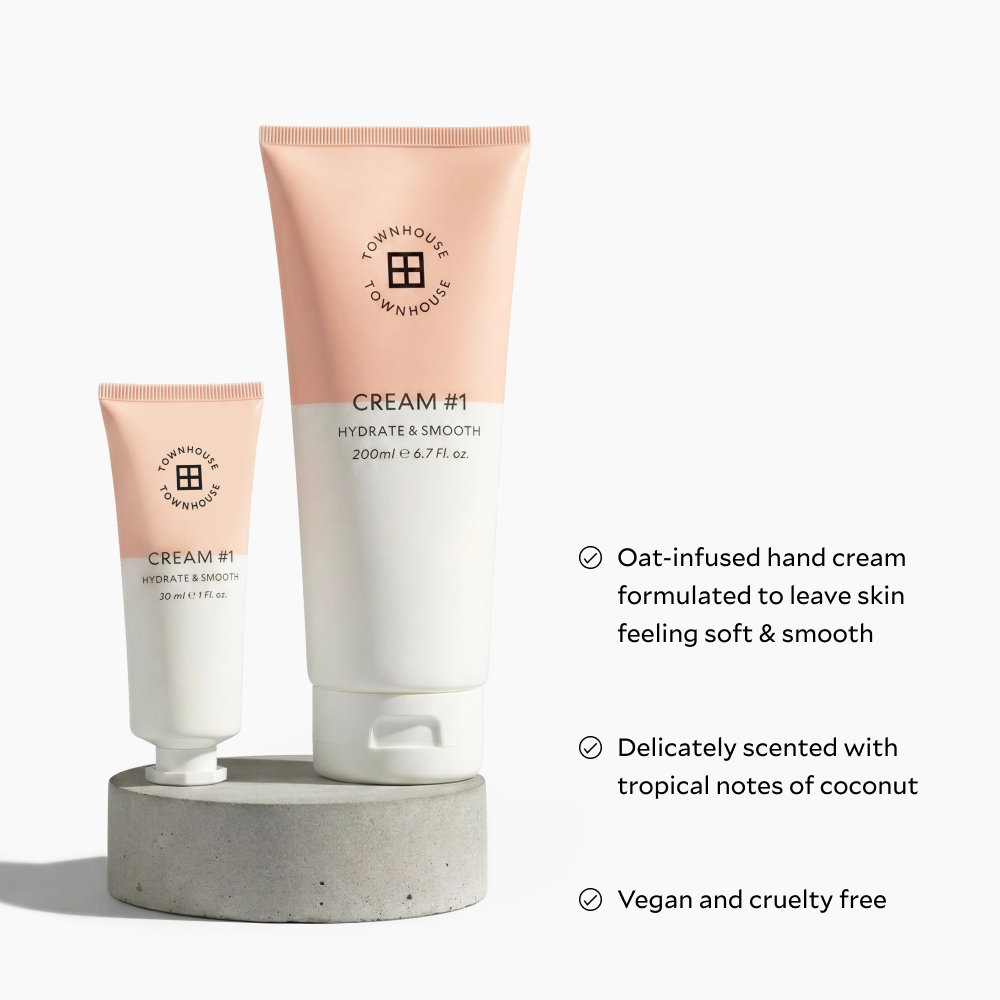 TOWNHOUSE
TOWNHOUSE
CREAM #1
HYDRATE & SMOOTH
200ml ℮ 6.7 Fl. oz.
TOWNHOUSE
TOWNHOUSE
CREAM #1
HYDRATE & SMOOTH
30 ml ℮ 1 Fl. oz.
Oat-infused hand cream
formulated to leave skin
feeling soft & smooth
Delicately scented with
tropical notes of coconut
Vegan and cruelty free